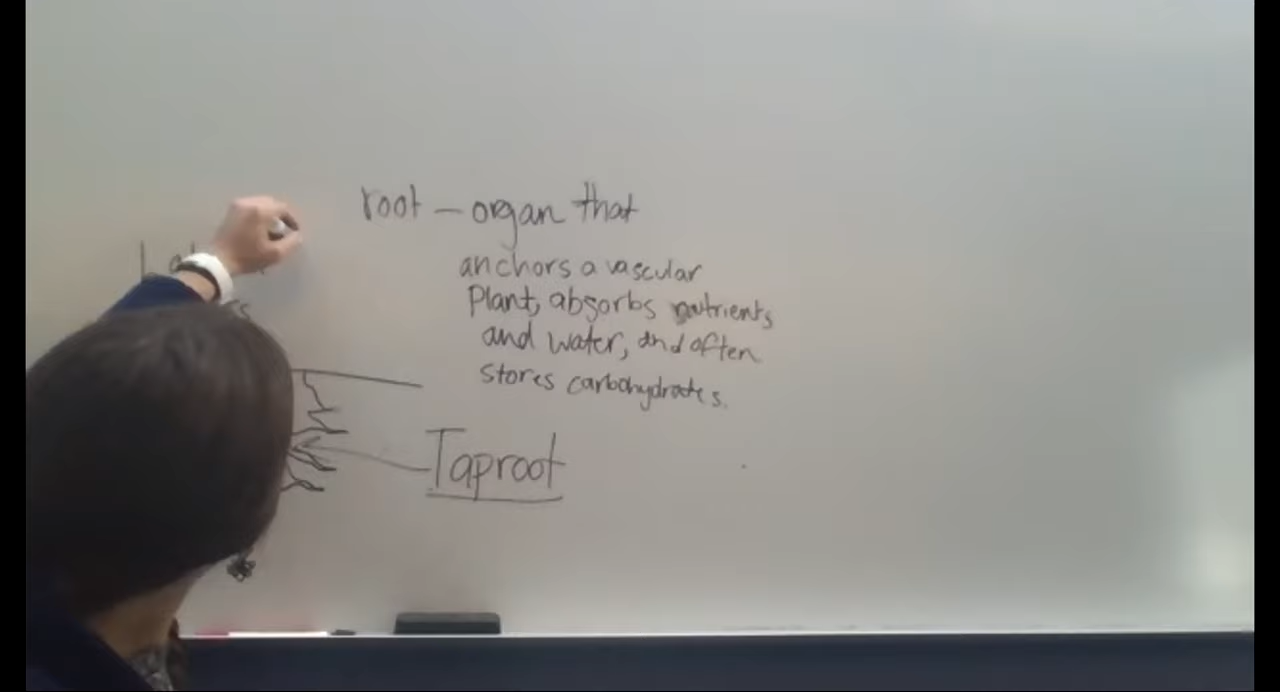 root – organ that
anchors a vascular
Plant, absorbs nutrients
and water, and often
stores carbohydrates.
Taproot